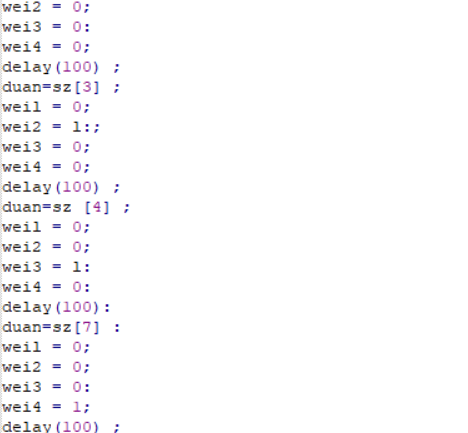 wei2 = 0;
wei3 = 0:
wei4 = 0;
delay(100) ;
duan=sz[3] ;
weil = 0;
wei2 = l:;
wei3 = 0;
wei4 = 0;
delay(100) ;
duan=sz [4] ;
weil = 0;
wei2 = 0;
wei3 = l:
wei4 = 0:
delay(100):
duan=sz[7] :
weil = 0;
wei2 = 0;
wei3 = 0:
wei4 = 1;
delay(100) ;